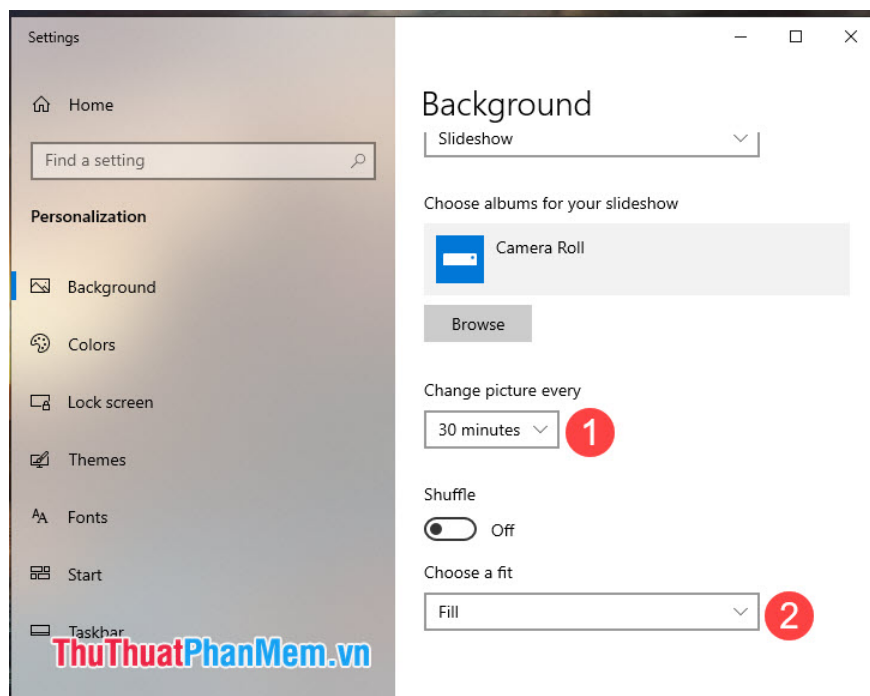 Settings
Home
Find a setting
Personalization
Background
Colors
Lock screen
Themes
Fonts
Start
Taskbar
ThuThuatPhanMem.vn
Background
Slideshow
Choose albums for your slideshow
Camera Roll
Browse
Change picture every
30 minutes
1
Shuffle
Off
Choose a fit
Fill
2